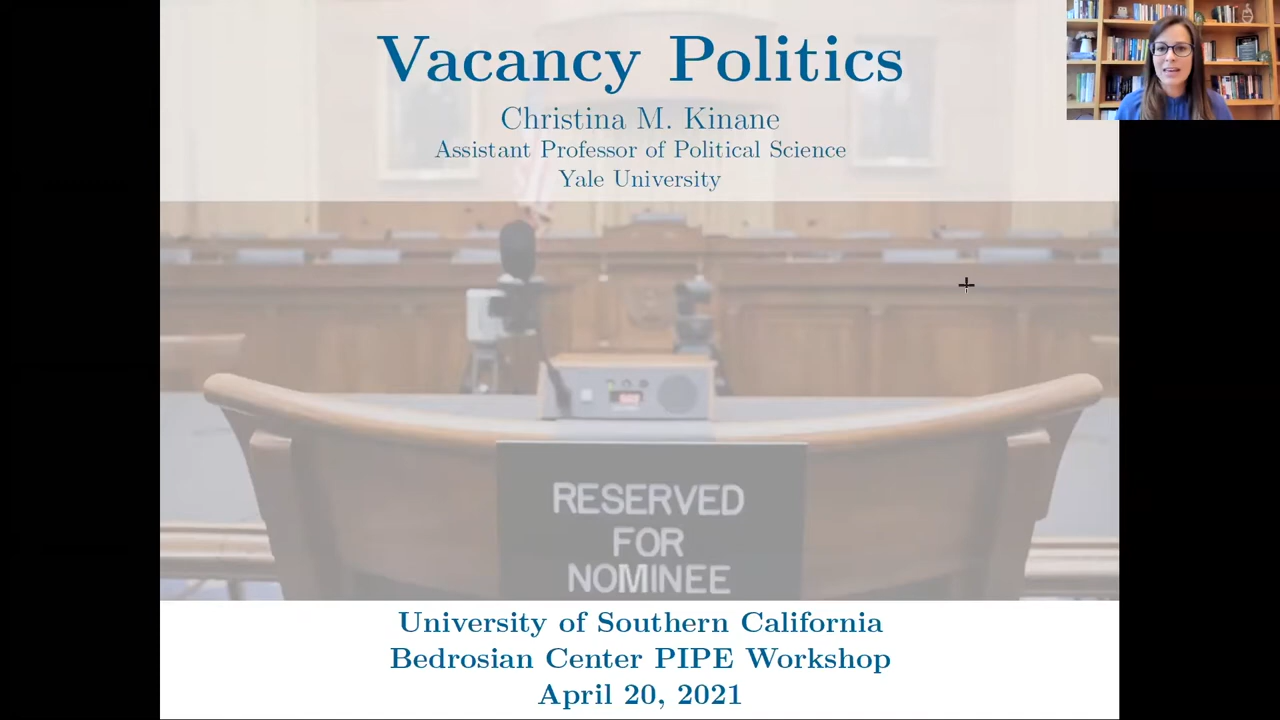 Vacancy Politics
Christina M. Kinane
Assistant Professor of Political Science
Yale University
RESERVED
FOR
NOMINEE
University of Southern California
Bedrosian Center PIPE Workshop
April 20, 2021